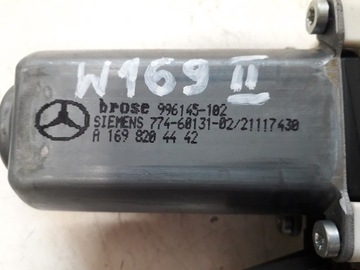 W169 II
brose 996145-102
SIEMENS 774-60131-02/21117430
A 169 820 44 42